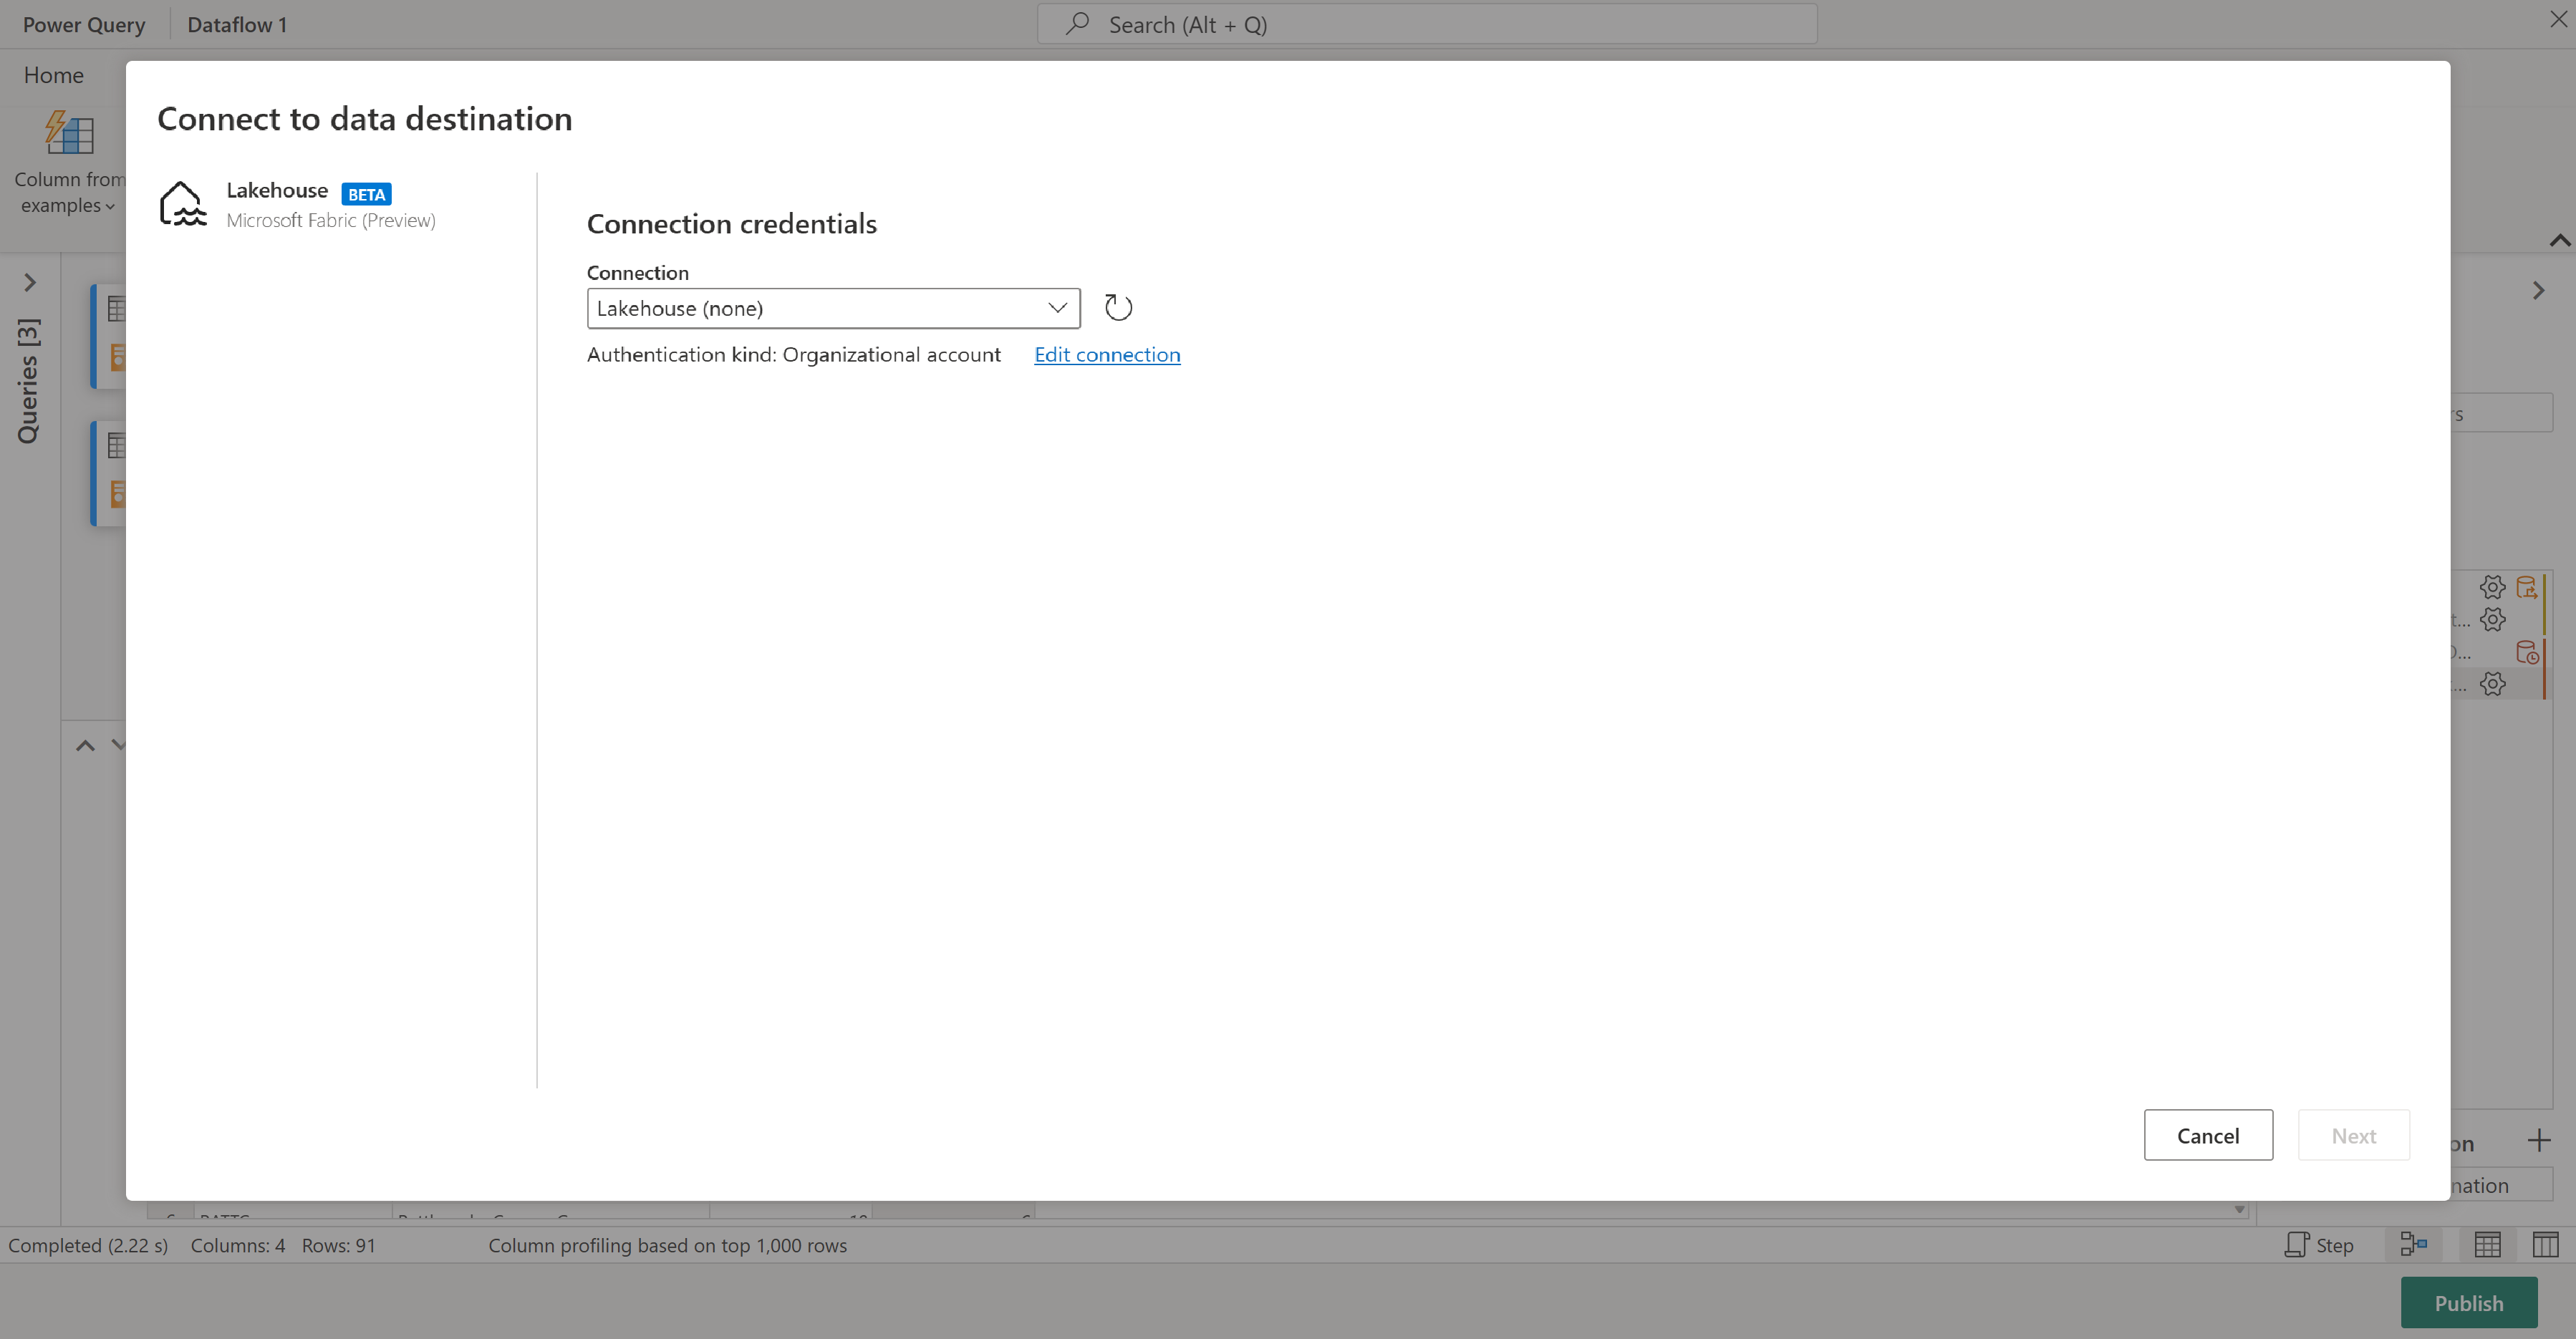 Power Query
Dataflow 1
Search (Alt + Q)
Home
Column from
examples
Queries [3]
Connect to data destination
Lakehouse BETA
Microsoft Fabric (Preview)
Connection credentials
Connection
Lakehouse (none)
Authentication kind: Organizational account Edit connection
Cancel
Next
Completed (2.22 s) Columns: 4 Rows: 91 Column profiling based on top 1,000 rows
Step
Publish